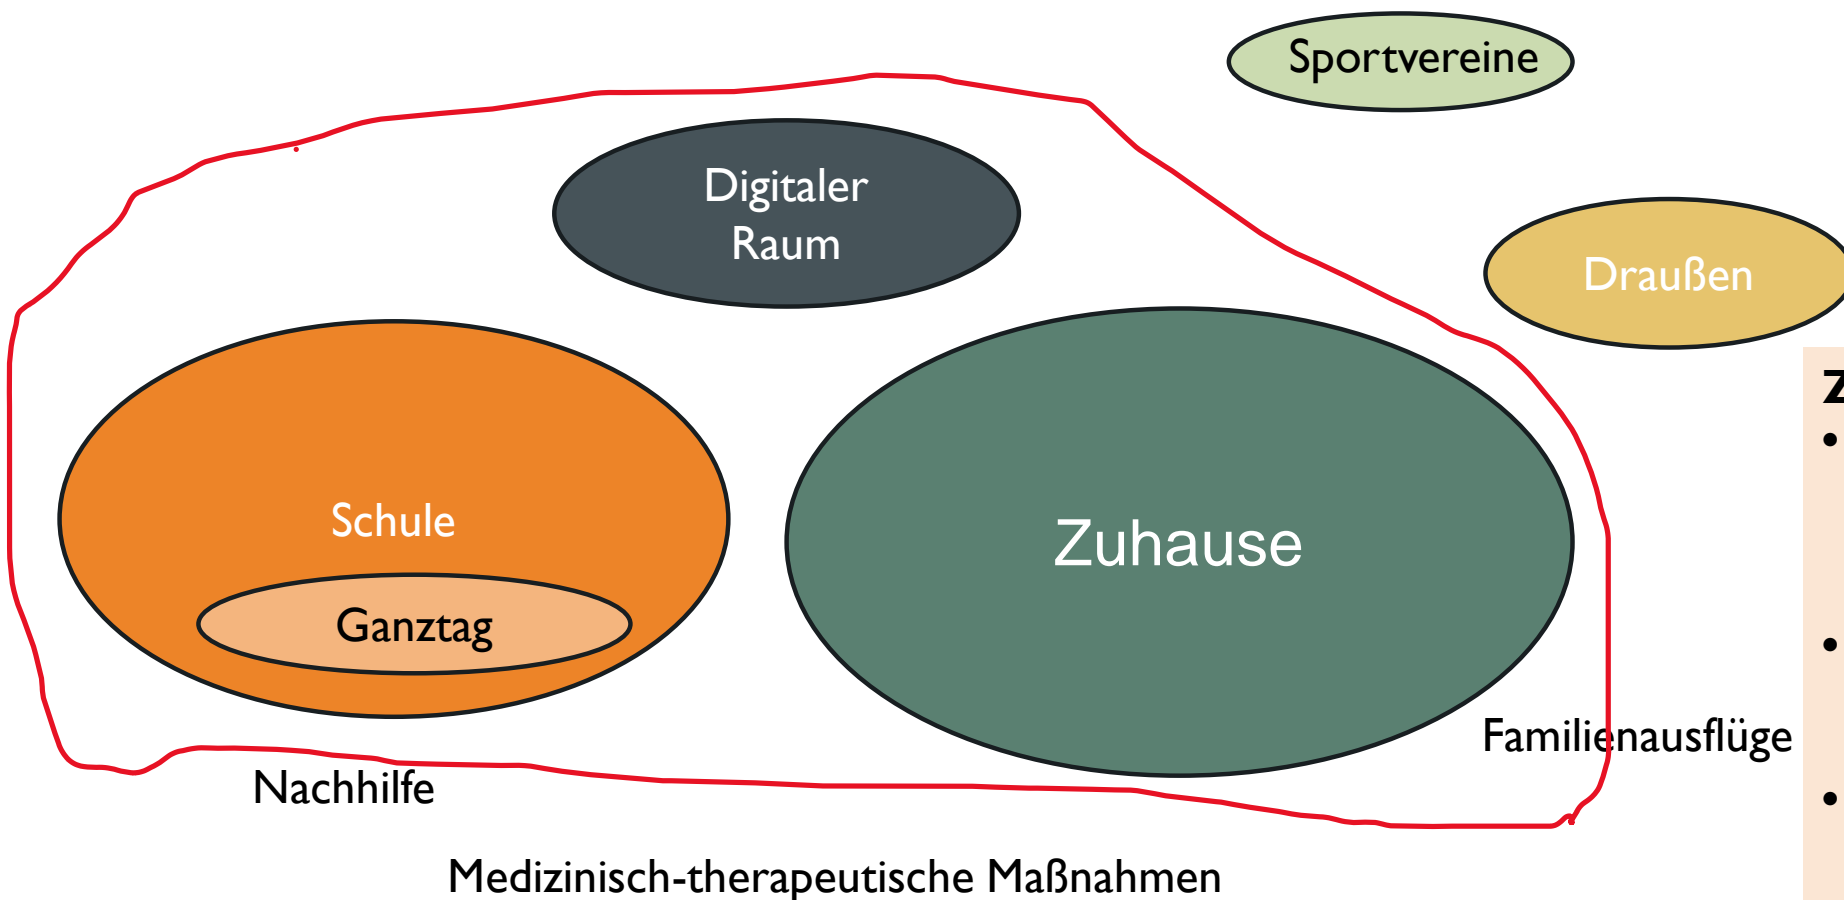 Sportvereine
Digitaler
Raum
Draußen
Schule
Zuhause
Ganztag
Familienausflüge
Nachhilfe
Medizinisch-therapeutische Maßnahmen